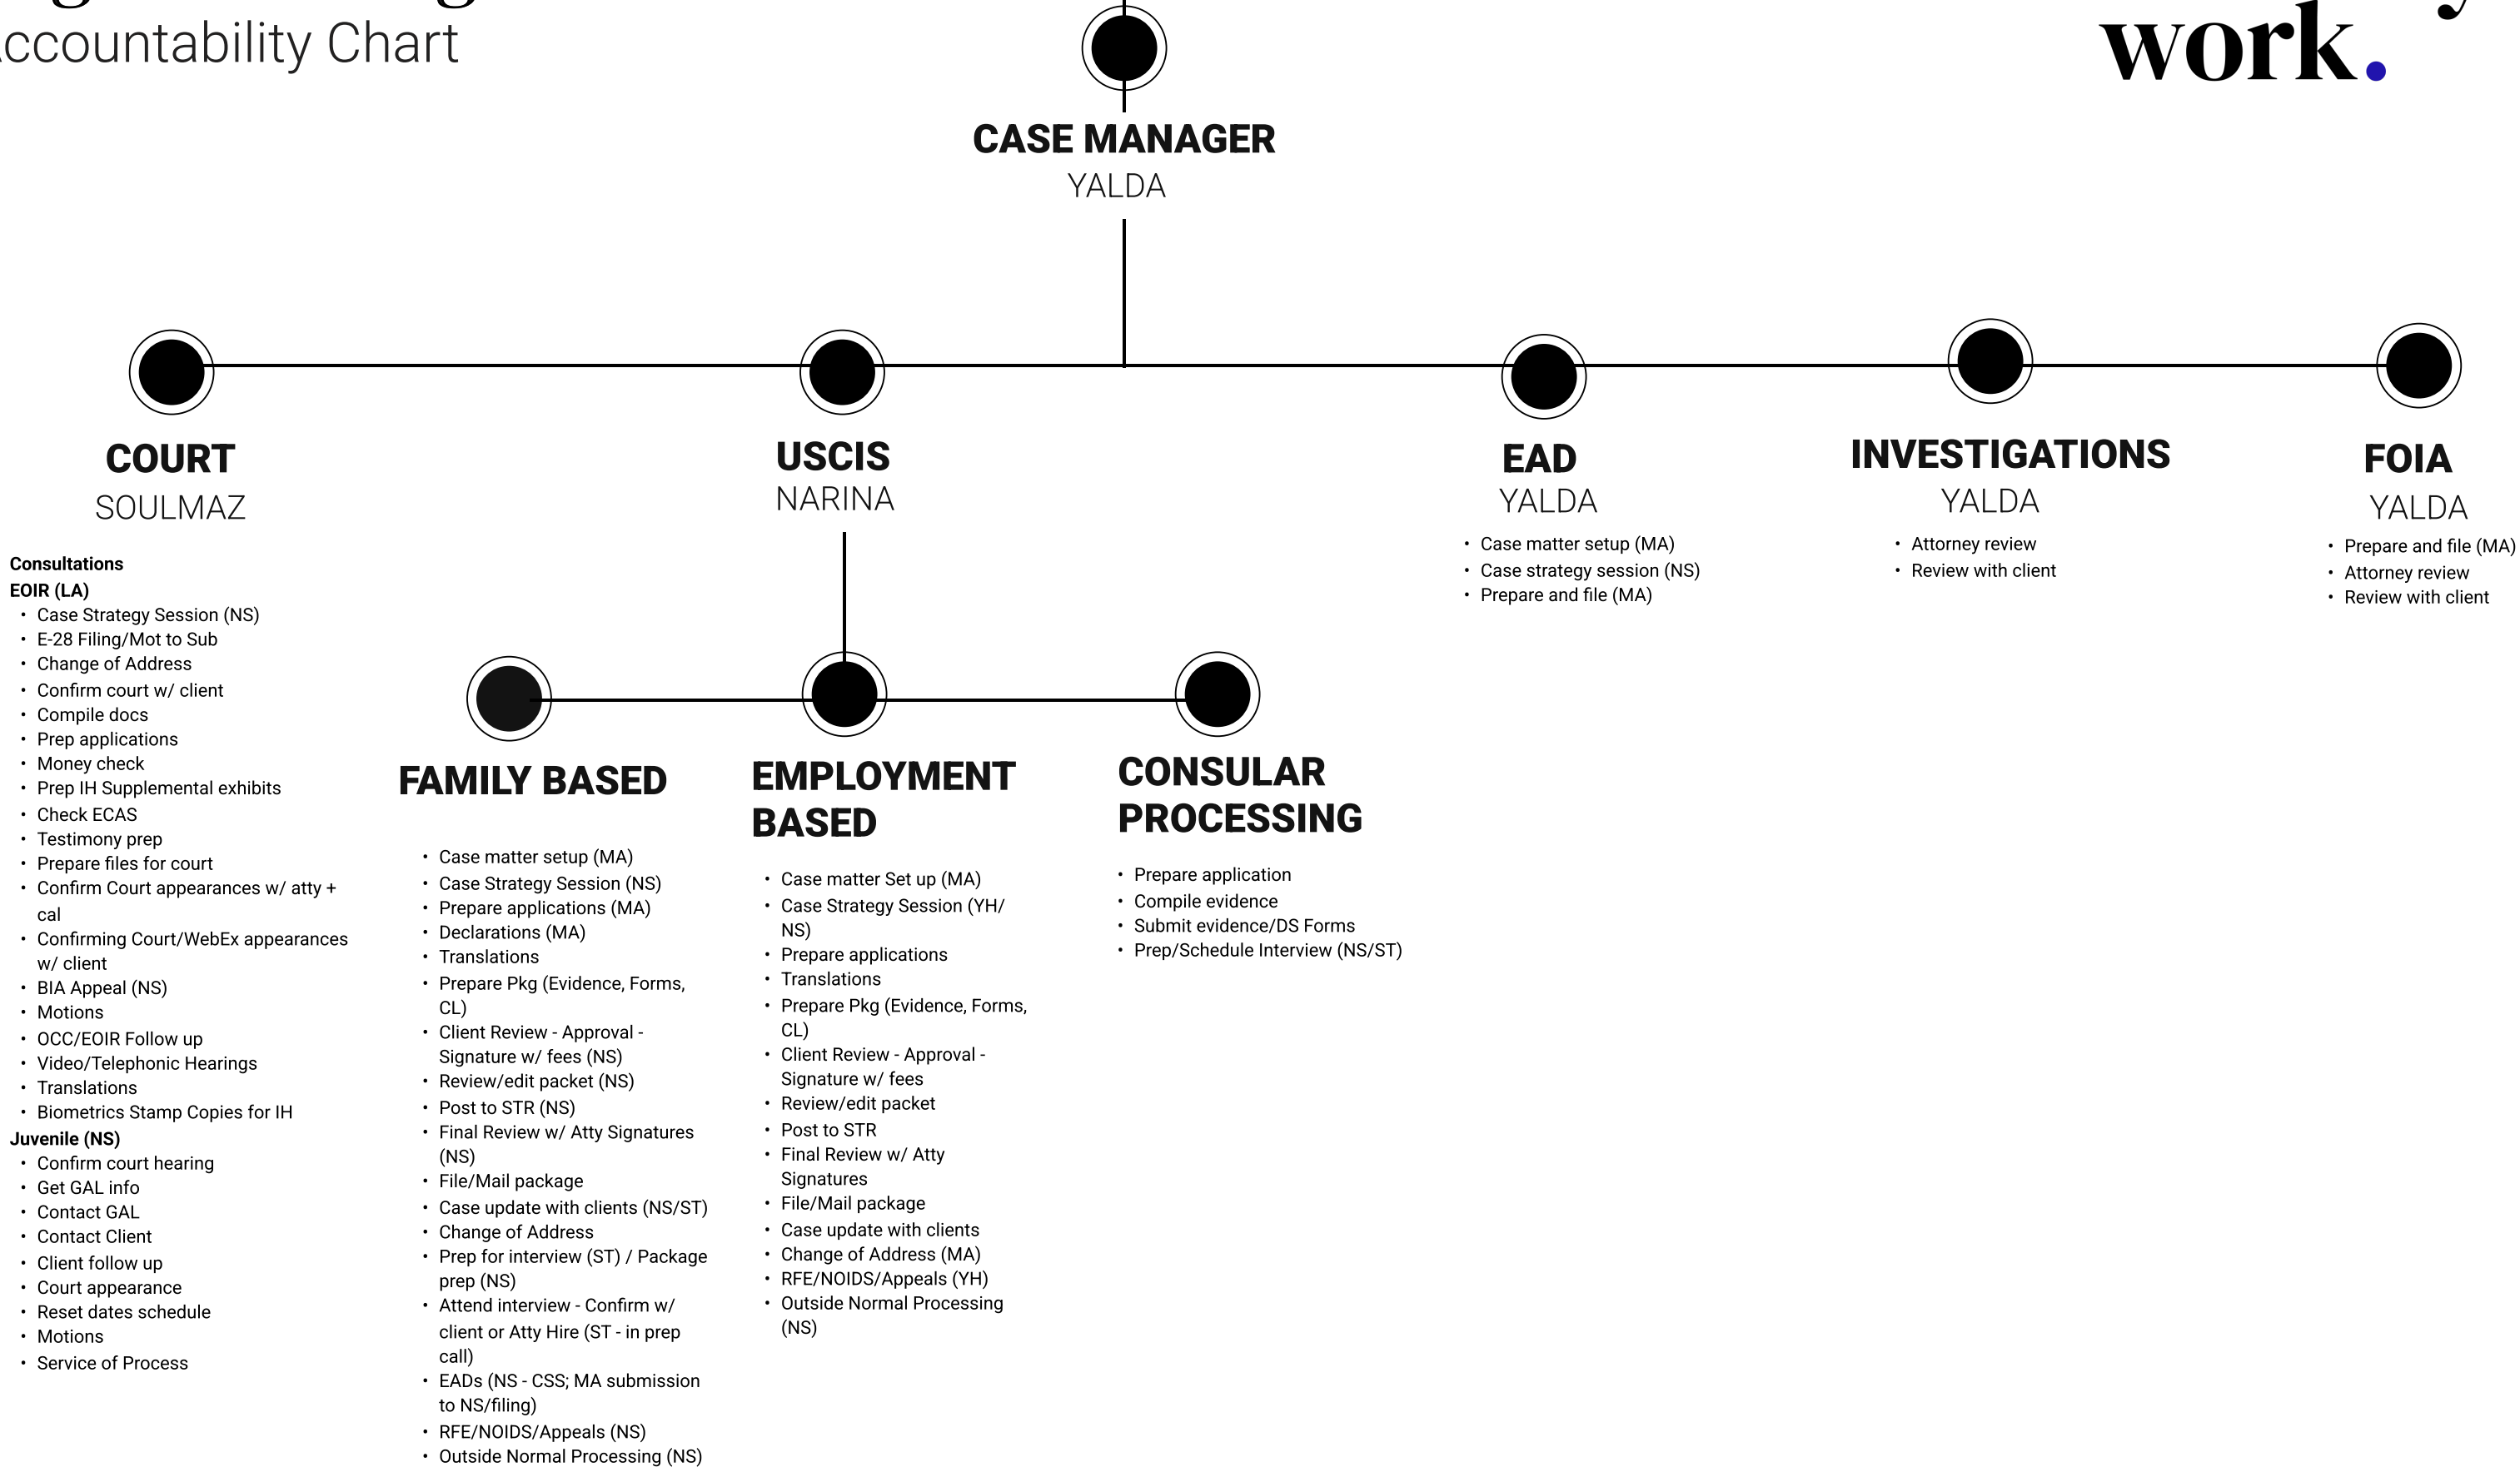 ccountability Chart
work.
CASE MANAGER
YALDA
COURT
SOULMAZ
Consultations
EOIR (LA)
• Case Strategy Session (NS)
• E-28 Filing/Mot to Sub
• Change of Address
• Confirm court w/ client
• Compile docs
• Prep applications
• Money check
• Prep IH Supplemental exhibits
• Check ECAS
• Testimony prep
• Prepare files for court
• Confirm Court appearances w/ atty +
cal
• Confirming Court/WebEx appearances
w/ client
• BIA Appeal (NS)
• Motions
• OCC/EOIR Follow up
• Video/Telephonic Hearings
• Translations
• Biometrics Stamp Copies for IH
Juvenile (NS)
• Confirm court hearing
• Get GAL info
• Contact GAL
• Contact Client
• Client follow up
• Court appearance
• Reset dates schedule
• Motions
• Service of Process
USCIS
NARINA
FAMILY BASED
• Case matter setup (MA)
• Case Strategy Session (NS)
• Prepare applications (MA)
• Declarations (MA)
• Translations
• Prepare Pkg (Evidence, Forms,
CL)
• Client Review - Approval -
Signature w/ fees (NS)
• Review/edit packet (NS)
• Post to STR (NS)
• Final Review w/ Atty Signatures
(NS)
• File/Mail package
• Case update with clients (NS/ST)
• Change of Address
• Prep for interview (ST) / Package
prep (NS)
• Attend interview - Confirm w/
client or Atty Hire (ST - in prep
call)
• EADs (NS - CSS; MA submission
to NS/filing)
• RFE/NOIDS/Appeals (NS)
• Outside Normal Processing (NS)
EMPLOYMENT
BASED
• Case matter Set up (MA)
• Case Strategy Session (YH/
NS)
• Prepare applications
• Translations
• Prepare Pkg (Evidence, Forms,
CL)
• Client Review - Approval -
Signature w/ fees
• Review/edit packet
• Post to STR
• Final Review w/ Atty
Signatures
• File/Mail package
• Case update with clients
• Change of Address (MA)
• RFE/NOIDS/Appeals (YH)
• Outside Normal Processing
(NS)
CONSULAR
PROCESSING
• Prepare application
• Compile evidence
• Submit evidence/DS Forms
• Prep/Schedule Interview (NS/ST)
EAD
YALDA
• Case matter setup (MA)
• Case strategy session (NS)
• Prepare and file (MA)
INVESTIGATIONS
YALDA
• Attorney review
• Review with client
FOIA
YALDA
• Prepare and file (MA)
• Attorney review
• Review with client